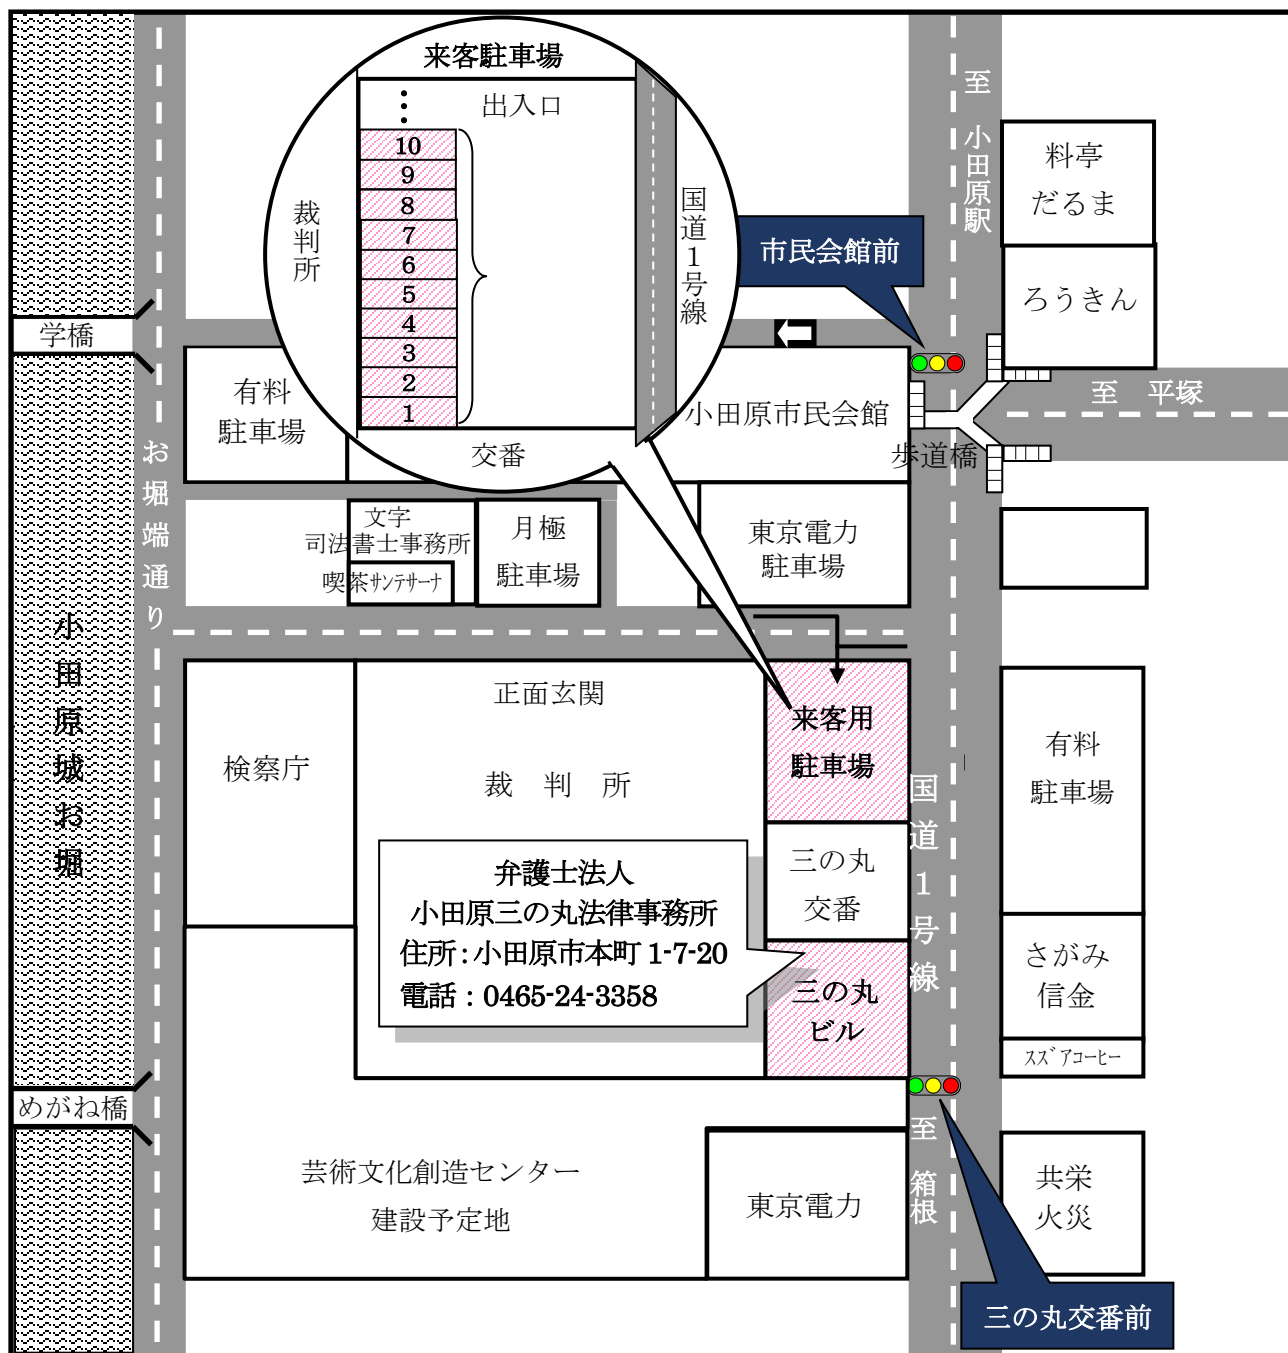 来客駐車場
出入口
10
9
8
7
6
5
4
3
2
1
裁判所
国道1号線
交番
至 小田原駅
料亭
だるま
市民会館前
ろうきん
学橋
有料
駐車場
小田原市民会館
至 平塚
歩道橋
お堀端通り
文字
司法書士事務所
喫茶サンテサーナ
月極
駐車場
東京電力
駐車場
小田原城お堀
検察庁
正面玄関
裁 判 所
来客用
駐車場
国道1号線
有料
駐車場
三の丸
交番
弁護士法人
小田原三の丸法律事務所
住所:小田原市本町 1-7-20
電話:0465-24-3358
三の丸
ビル
さがみ
信金
スズアコーヒー
めがね橋
至 箱根
芸術文化創造センター
建設予定地
東京電力
共栄
火災
三の丸交番前